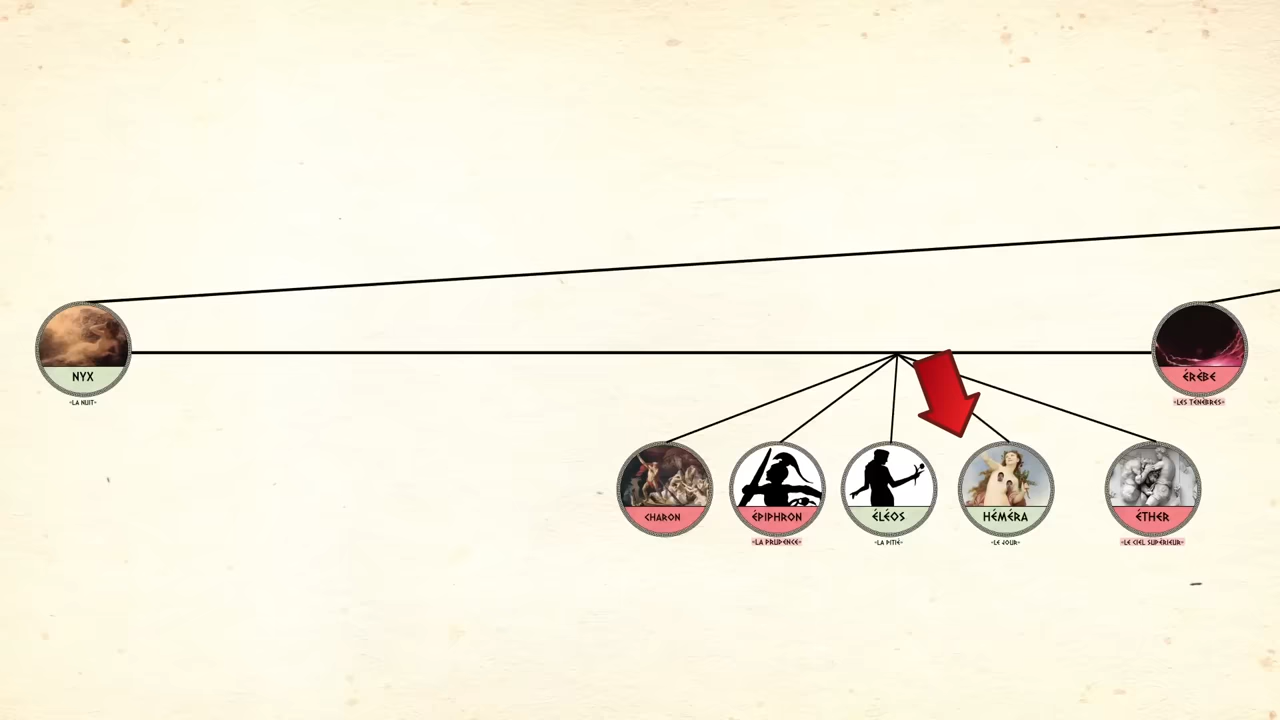 NYX
-LA NUIT-
ÉRÈBE
-LES TÉNÈBRES-
CHARON
ÉPIPHRON
-LA PRUDENCE-
ÉLÉOS
-LA PITIÉ-
HÉMÉRA
-LE JOUR-
ÉTHER
-LE CIEL SUPÉRIEUR-